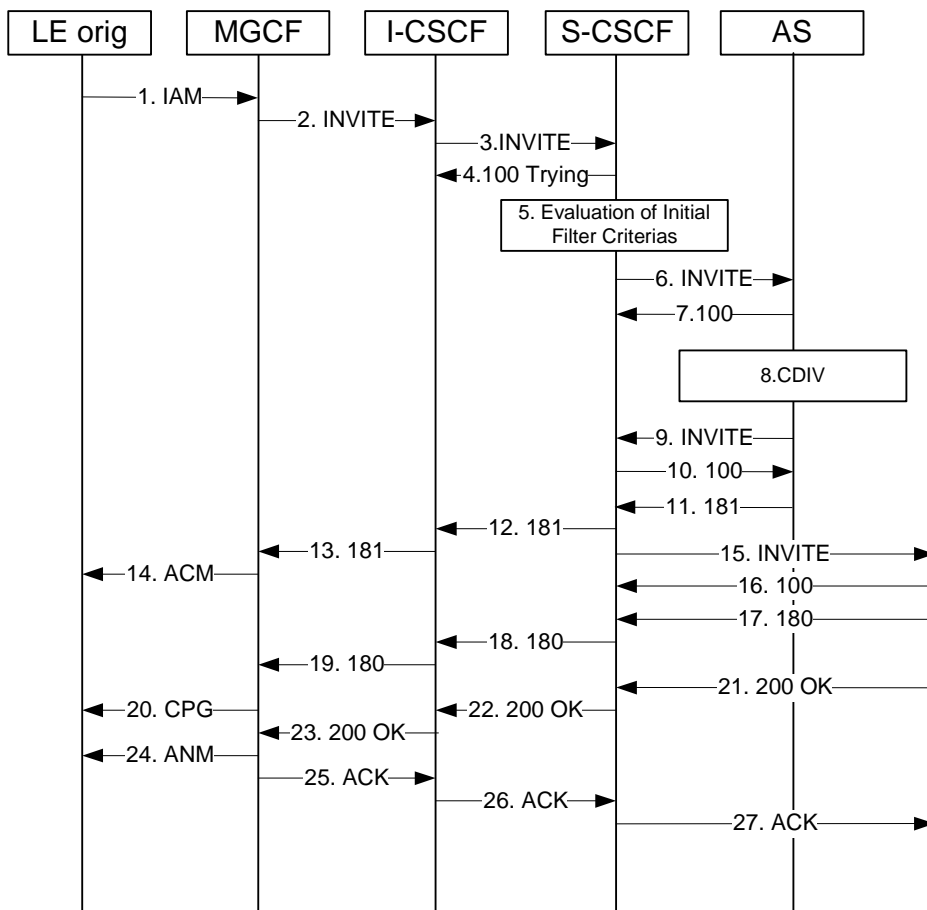 LE orig
MGCF
I-CSCF
S-CSCF
AS
1. IAM
2. INVITE
3.INVITE
4.100 Trying
5. Evaluation of Initial
Filter Criterias
6. INVITE
7.100
8.CDIV
9. INVITE
10. 100
11. 181
12. 181
13. 181
15. INVITE
14. ACM
16. 100
17. 180
18. 180
19. 180
21. 200 OK
20. CPG
22. 200 OK
23. 200 OK
24. ANM
25. ACK
26. ACK
27. ACK